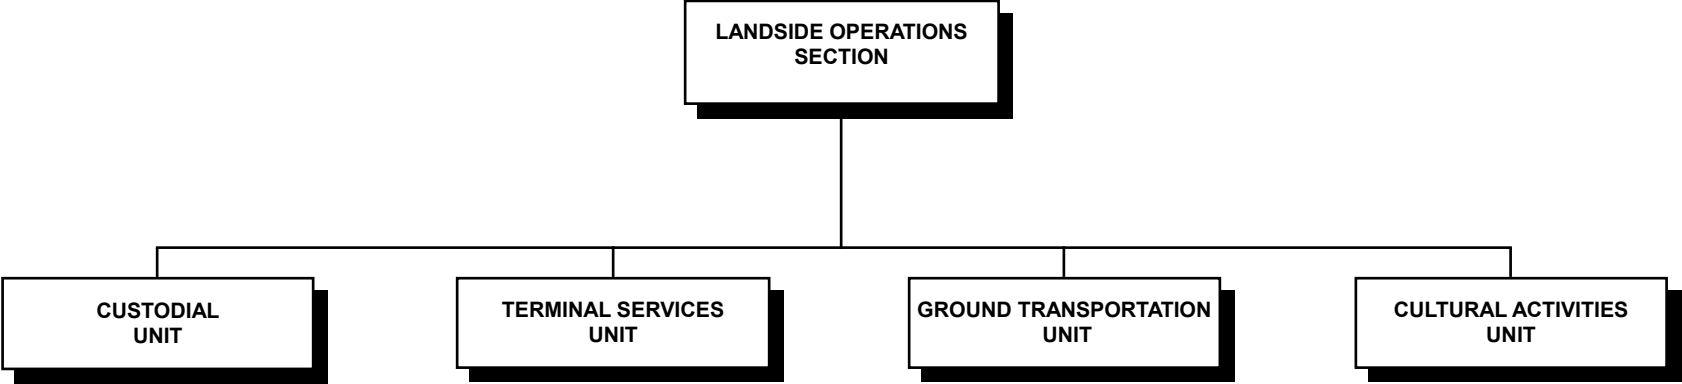 LANDSIDE OPERATIONS
SECTION
CUSTODIAL
UNIT
TERMINAL SERVICES
UNIT
GROUND TRANSPORTATION
UNIT
CULTURAL ACTIVITIES
UNIT